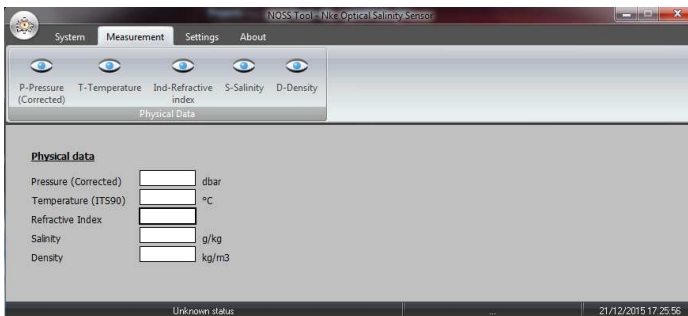 NOSS Tool - Nke Optical Salinity Sensor
System Measurement Settings About
P-Pressure T-Temperature Ind-Refractive S-Salinity D-Density
(Corrected) index
Physical Data
Physical data
Pressure (Corrected) dbar
Temperature (ITS90) °C
Refractive Index
Salinity g/kg
Density kg/m3
Unknown status ... 21/12/2015 17:25:56